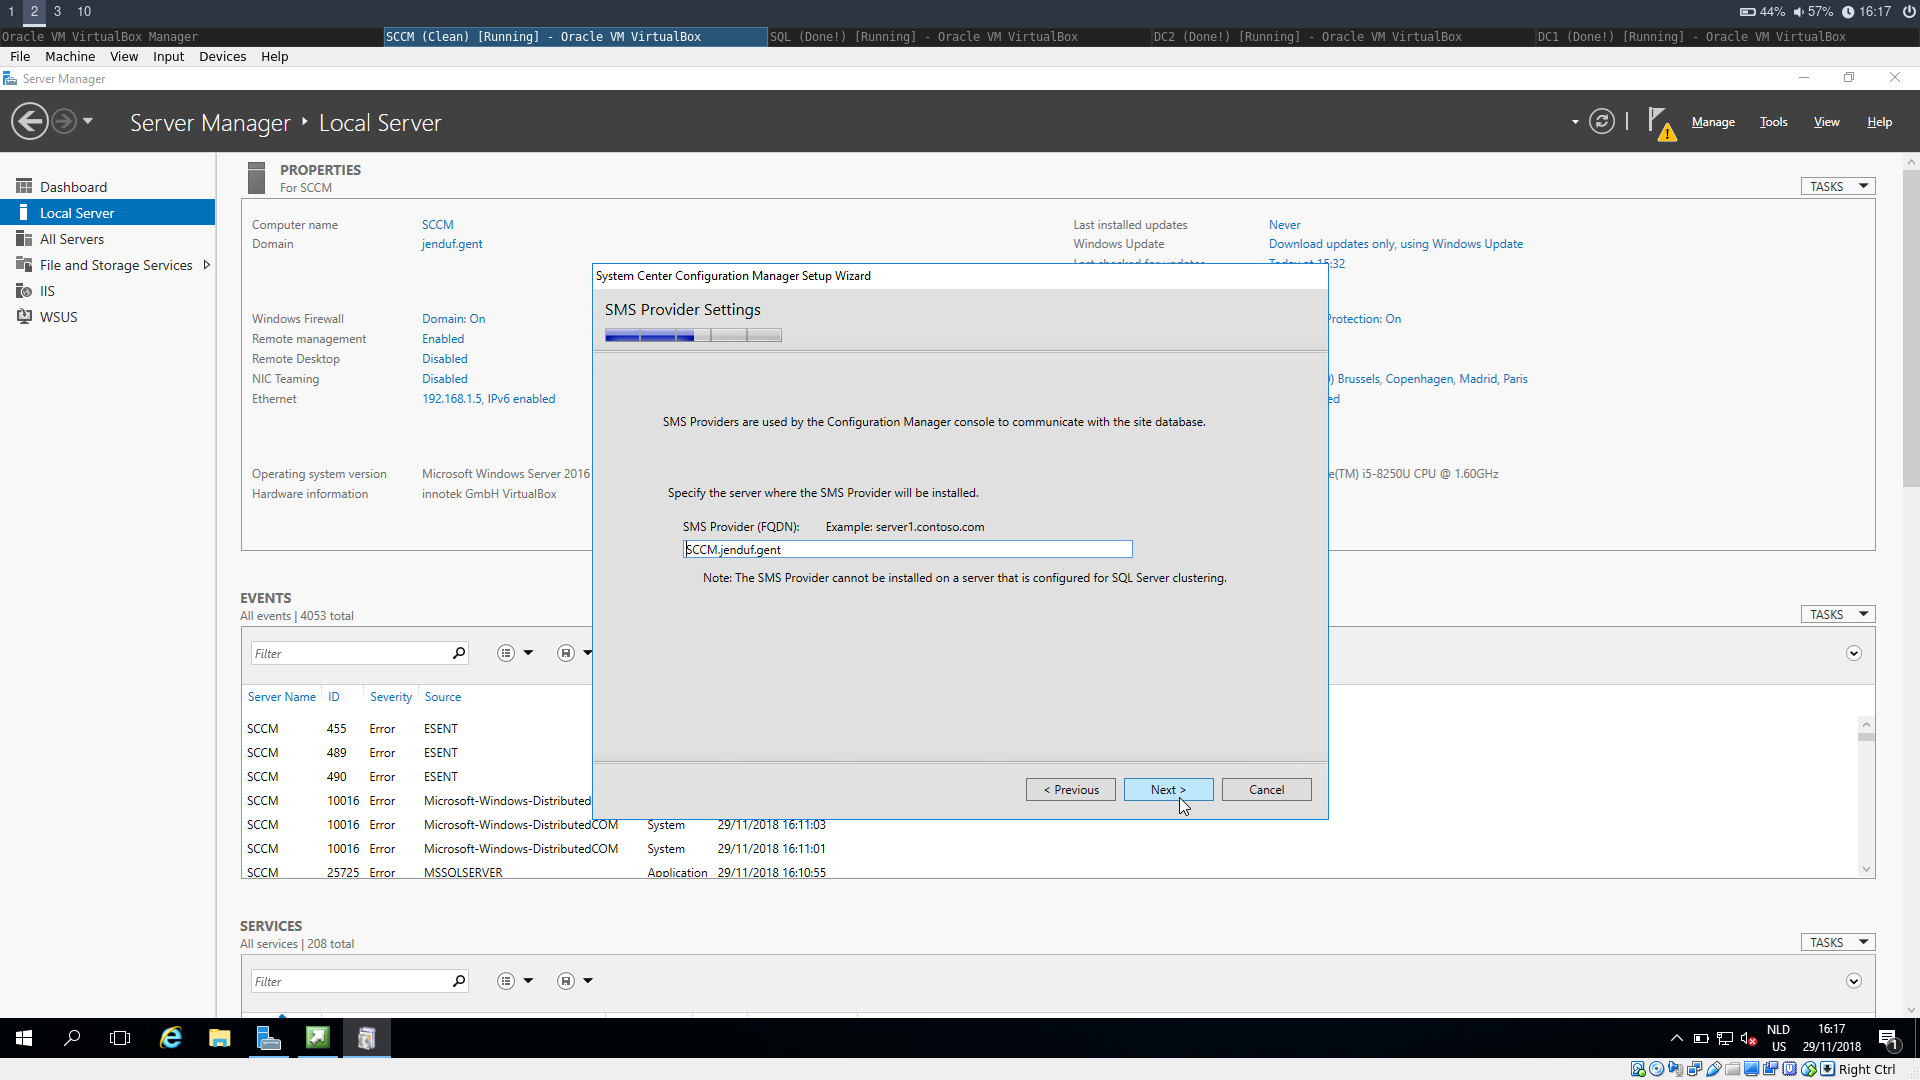 1 2 3 10
44% 57% 16:17
Oracle VM VirtualBox Manager
SCCM (Clean) [Running] - Oracle VM VirtualBox
SQL (Done!) [Running] - Oracle VM VirtualBox
DC2 (Done!) [Running] - Oracle VM VirtualBox
DC1 (Done!) [Running] - Oracle VM VirtualBox
File Machine View Input Devices Help
Server Manager
Server Manager ‣ Local Server
Manage Tools View Help
Dashboard
Local Server
All Servers
File and Storage Services
IIS
WSUS
PROPERTIES
For SCCM
TASKS
Computer name SCCM
Domain jenduf.gent
Last installed updates Never
Windows Update Download updates only, using Windows Update
Windows Firewall Domain: On
Remote management Enabled
Remote Desktop Disabled
NIC Teaming Disabled
Ethernet 192.168.1.5, IPv6 enabled
Protection: On
) Brussels, Copenhagen, Madrid, Paris
ed
Operating system version Microsoft Windows Server 2016
Hardware information innotek GmbH VirtualBox
e(TM) i5-8250U CPU @ 1.60GHz
System Center Configuration Manager Setup Wizard
SMS Provider Settings
SMS Providers are used by the Configuration Manager console to communicate with the site database.
Specify the server where the SMS Provider will be installed.
SMS Provider (FQDN): Example: server1.contoso.com
SCCM.jenduf.gent
Note: The SMS Provider cannot be installed on a server that is configured for SQL Server clustering.
< Previous Next > Cancel
EVENTS
All events | 4053 total
TASKS
Filter
Server Name ID Severity Source
SCCM 455 Error ESENT
SCCM 489 Error ESENT
SCCM 490 Error ESENT
SCCM 10016 Error Microsoft-Windows-Distributed
SCCM 10016 Error Microsoft-Windows-DistributedCOM System 29/11/2018 16:11:03
SCCM 10016 Error Microsoft-Windows-DistributedCOM System 29/11/2018 16:11:01
SCCM 25725 Error MSSQLSERVER Application 29/11/2018 16:10:55
SERVICES
All services | 208 total
TASKS
Filter
NLD
US
16:17
29/11/2018
1
Right Ctrl